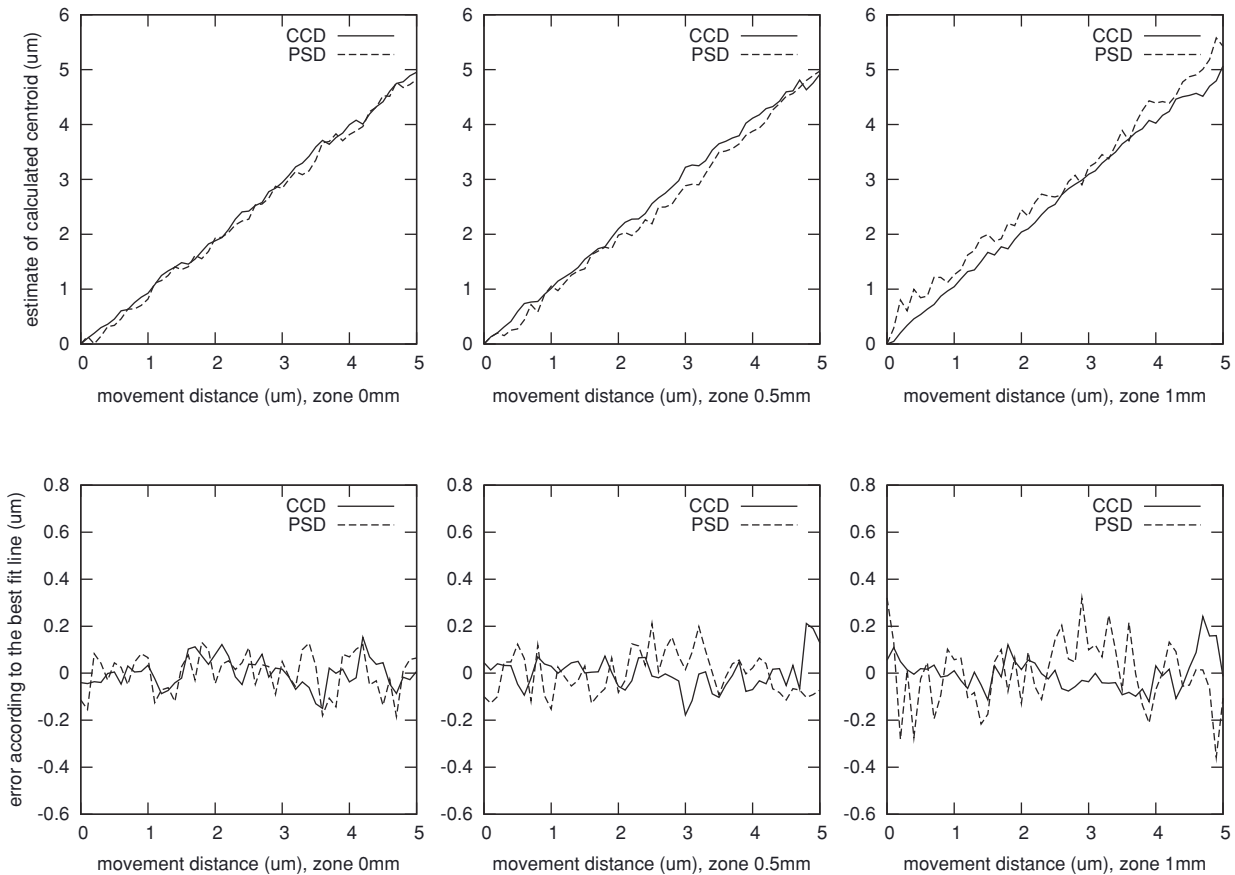 estimate of calculated centroid (um)
6
5
4
3
2
1
0
CCD
PSD
0 1 2 3 4 5
movement distance (um), zone 0mm
6
5
4
3
2
1
0
CCD
PSD
0 1 2 3 4 5
movement distance (um), zone 0.5mm
6
5
4
3
2
1
0
CCD
PSD
0 1 2 3 4 5
movement distance (um), zone 1mm
error according to the best fit line (um)
0.8
0.6
0.4
0.2
0
-0.2
-0.4
-0.6
CCD
PSD
0 1 2 3 4 5
movement distance (um), zone 0mm
0.8
0.6
0.4
0.2
0
-0.2
-0.4
-0.6
CCD
PSD
0 1 2 3 4 5
movement distance (um), zone 0.5mm
0.8
0.6
0.4
0.2
0
-0.2
-0.4
-0.6
CCD
PSD
0 1 2 3 4 5
movement distance (um), zone 1mm